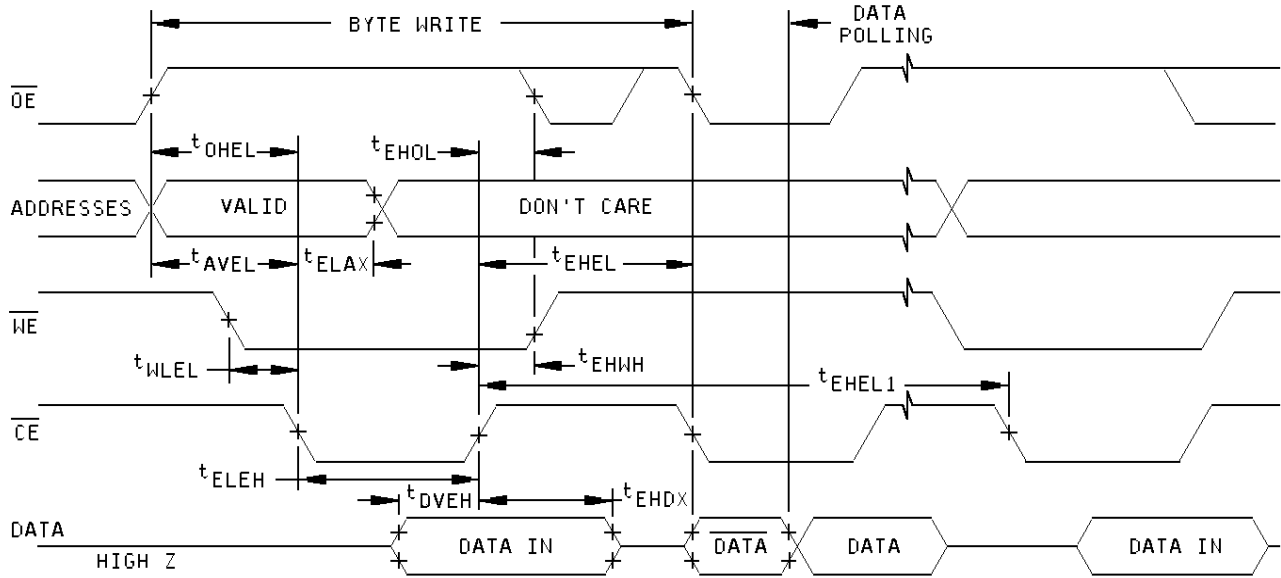 BYTE WRITE
DATA
POLLING
OE
tOHEL
tEHOL
ADDRESSES
VALID
DON'T CARE
tAVEL
tELAX
tEHEL
WE
tWLEL
tEHWH
tEHEL1
CE
tELEH
tDVEH
tEHDX
DATA
HIGH Z
DATA IN
DATA
DATA
DATA IN